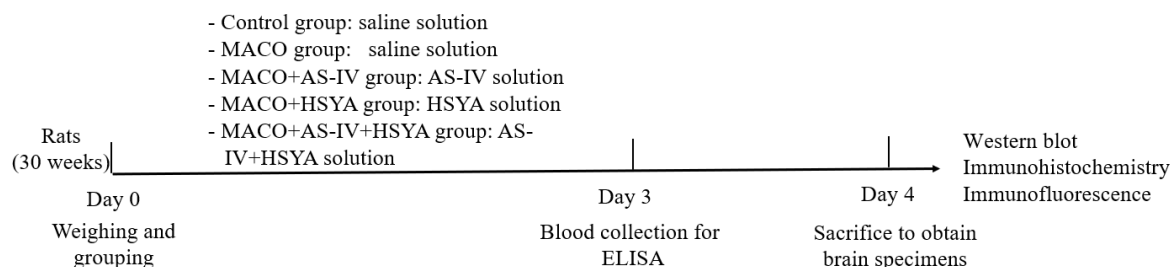 - Control group: saline solution
- MACO group: saline solution
- MACO+AS-IV group: AS-IV solution
- MACO+HSYA group: HSYA solution
- MACO+AS-IV+HSYA group: AS-
IV+HSYA solution
Rats
(30 weeks)
Day 0
Weighing and
grouping
Day 3
Blood collection for
ELISA
Day 4
Sacrifice to obtain
brain specimens
Western blot
Immunohistochemistry
Immunofluorescence